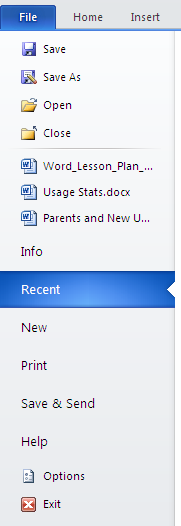 File Home Insert
Save
Save As
Open
Close
Word_Lesson_Plan_...
Usage Stats.docx
Parents and New U...
Info
Recent
New
Print
Save & Send
Help
Options
Exit